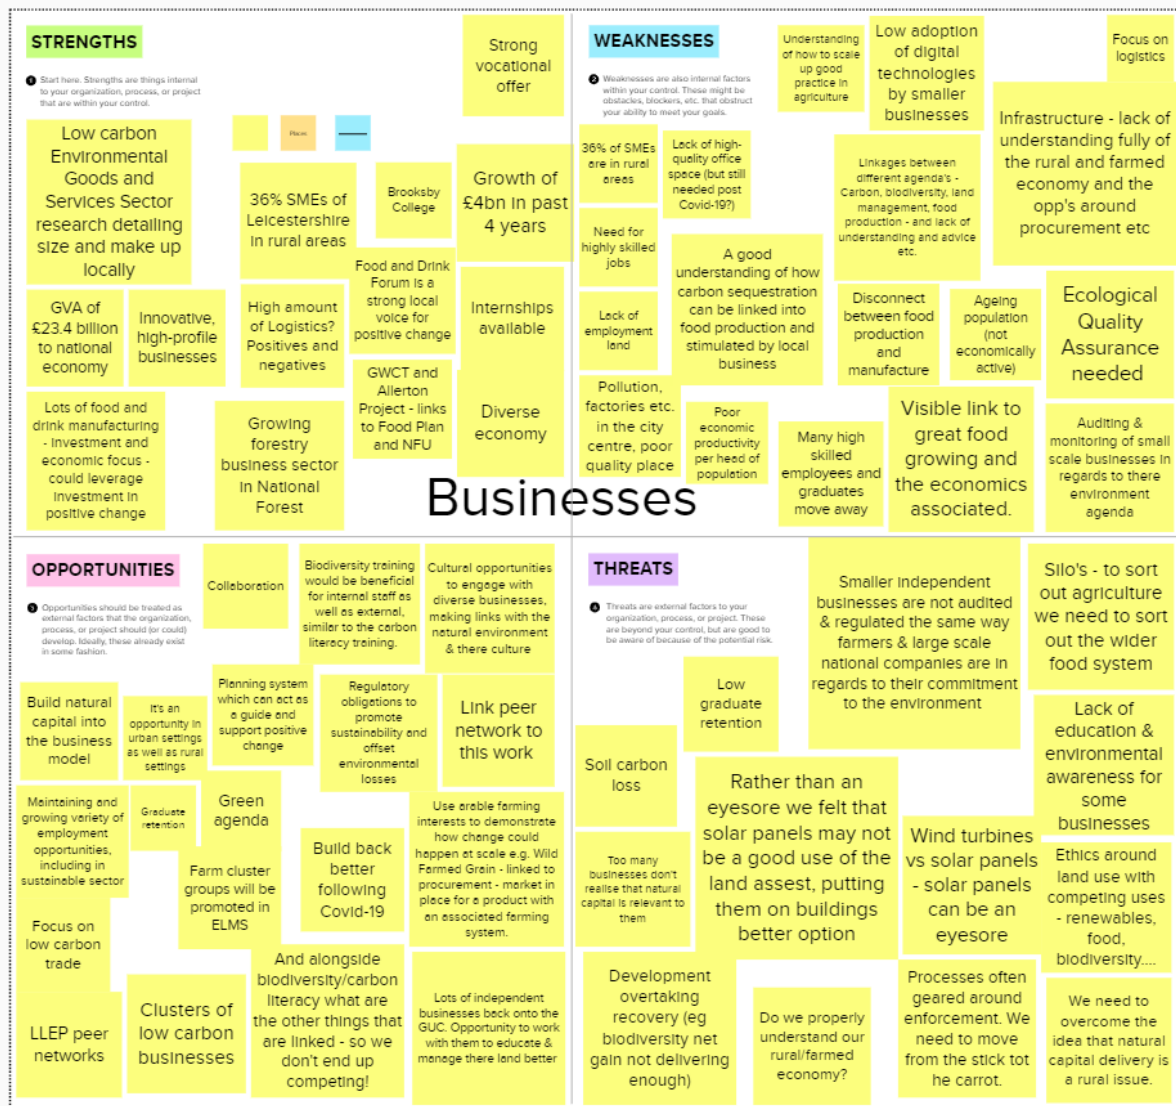 STRENGTHS
Start here. Strengths are things internal
to your organization, process, or project
that are within your control.
Places
Strong
vocational
offer
Low carbon
Environmental
Goods and
Services Sector
research detailing
size and make up
locally
36% SMEs of
Leicestershire
in rural areas
Brooksby
College
Growth of
£4bn in past
4 years
GVA of
£23.4 billion
to national
economy
Innovative,
high-profile
businesses
High amount
of Logistics?
Positives and
negatives
Food and Drink
Forum is a
strong local
voice for
positive change
Internships
available
Lots of food and
drink manufacturing
- investment and
economic focus -
could leverage
investment in
positive change
Growing
forestry
business sector
in National
Forest
GWCT and
Allerton
Project - links
to Food Plan
and NFU
Diverse
economy
Businesses
WEAKNESSES
Weaknesses are also internal factors
within your control. These might be
obstacles, blockers, etc. that obstruct
your ability to meet your goals.
Understanding
of how to scale
up good
practice in
agriculture
Low adoption
of digital
technologies
by smaller
businesses
Focus on
logistics
36% of SMEs
are in rural
areas
Lack of high-
quality office
space (but still
needed post
Covid-19?)
Linkages between
different agenda's -
Carbon, biodiversity, land
management, food
production - and lack of
understanding and advice
etc.
Infrastructure - lack of
understanding fully of
the rural and farmed
economy and the
opp's around
procurement etc
Need for
highly skilled
jobs
A good
understanding of how
carbon sequestration
can be linked into
food production and
stimulated by local
business
Lack of
employment
land
Disconnect
between food
production
and
manufacture
Ageing
population
(not
economically
active)
Ecological
Quality
Assurance
needed
Pollution,
factories etc.
in the city
centre, poor
quality place
Poor
economic
productivity
per head of
population
Many high
skilled
employees and
graduates
move away
Visible link to
great food
growing and
the economics
associated.
Auditing &
monitoring of small
scale businesses in
regards to there
environment
agenda
OPPORTUNITIES
Opportunities should be treated as
external factors that the organization,
process, or project should (or could)
develop. Ideally, these already exist
in some fashion.
Collaboration
Biodiversity training
would be beneficial
for internal staff as
well as external,
similar to the carbon
literacy training.
Cultural opportunities
to engage with
diverse businesses,
making links with the
natural environment
& there culture
Build natural
capital into
the business
model
It's an
opportunity in
urban settings
as well as rural
settings
Planning system
which can act as
a guide and
support positive
change
Regulatory
obligations to
promote
sustainability and
offset
environmental
losses
Link peer
network to
this work
Maintaining and
growing variety of
employment
opportunities,
including in
sustainable sector
Graduate
retention
Green
agenda
Build back
better
following
Covid-19
Use arable farming
interests to demonstrate
how change could
happen at scale e.g. Wild
Farmed Grain - linked to
procurement - market in
place for a product with
an associated farming
system.
Farm cluster
groups will be
promoted in
ELMS
Focus on
low carbon
trade
LLEP peer
networks
Clusters of
low carbon
businesses
And alongside
biodiversity/carbon
literacy what are
the other things that
are linked - so we
don't end up
competing!
Lots of independent
businesses back onto the
GUC. Opportunity to work
with them to educate &
manage there land better
THREATS
Threats are external factors to your
organization, process, or project. These
are beyond your control, but are good to
be aware of because of the potential risk.
Smaller independent
businesses are not audited
& regulated the same way
farmers & large scale
national companies are in
regards to their commitment
to the environment
Silo's - to sort
out agriculture
we need to sort
out the wider
food system
Low
graduate
retention
Soil carbon
loss
Lack of
education &
environmental
awareness for
some
businesses
Rather than an
eyesore we felt that
solar panels may not
be a good use of the
land assest, putting
them on buildings
better option
Wind turbines
vs solar panels
- solar panels
can be an
eyesore
Too many
businesses don't
realise that natural
capital is relevant to
them
Ethics around
land use with
competing uses
- renewables,
food,
biodiversity....
Development
overtaking
recovery (eg
biodiversity net
gain not delivering
enough)
Do we properly
understand our
rural/farmed
economy?
Processes often
geared around
enforcement. We
need to move
from the stick tot
he carrot.
We need to
overcome the
idea that natural
capital delivery is
a rural issue.